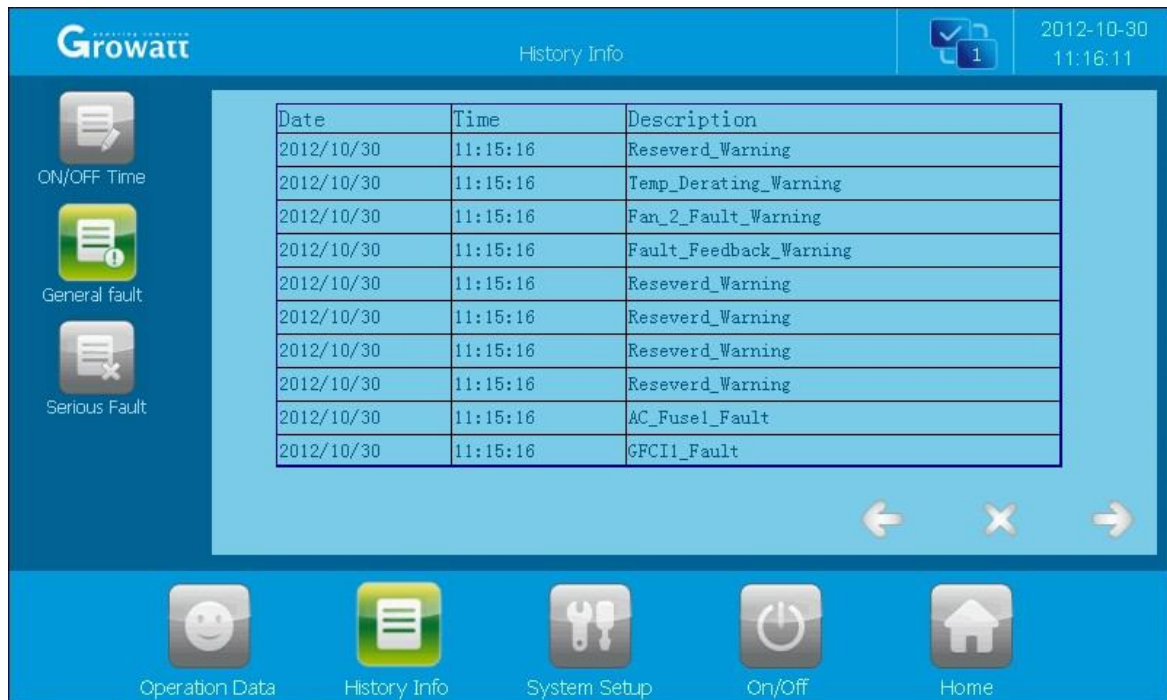 Growatt
History Info
1
2012-10-30
11:16:11
ON/OFF Time
General fault
Serious Fault
Date Time Description
2012/10/30 11:15:16 Reseverd_Warning
2012/10/30 11:15:16 Temp_Derating_Warning
2012/10/30 11:15:16 Fan_2_Fault_Warning
2012/10/30 11:15:16 Fault_Feedback_Warning
2012/10/30 11:15:16 Reseverd_Warning
2012/10/30 11:15:16 Reseverd_Warning
2012/10/30 11:15:16 Reseverd_Warning
2012/10/30 11:15:16 Reseverd_Warning
2012/10/30 11:15:16 AC_Fuse1_Fault
2012/10/30 11:15:16 GFCI1_Fault
Operation Data
History Info
System Setup
On/Off
Home